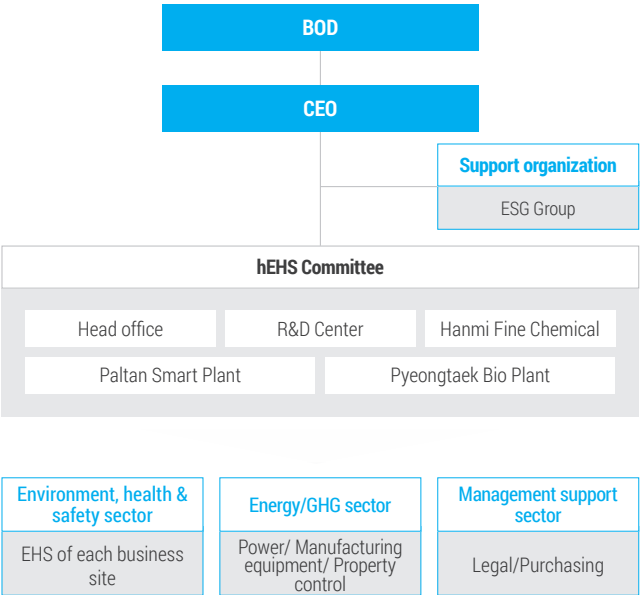 BOD
CEO
Support organization
ESG Group
hEHS Committee
Head office
R&D Center
Hanmi Fine Chemical
Paltan Smart Plant
Pyeongtaek Bio Plant
Environment, health &
safety sector
EHS of each business
site
Energy/GHG sector
Power/ Manufacturing
equipment/ Property
control
Management support
sector
Legal/Purchasing